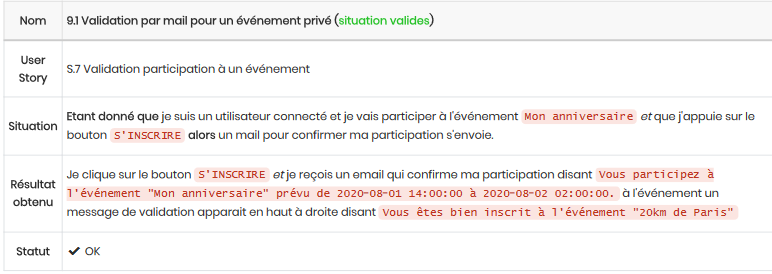 Nom 9.1 Validation par mail pour un événement privé (situation valides)
User Story S.7 Validation participation à un événement
Situation Etant donné que je suis un utilisateur connecté et je vais participer à l'événement Mon anniversaire et que j'appuie sur le
bouton S'INSCRIRE alors un mail pour confirmer ma participation s'envoie.
Résultat obtenu Je clique sur le bouton S'INSCRIRE et je reçois un email qui confirme ma participation disant Vous participez à
l'événement "Mon anniversaire" prévu de 2020-08-01 14:00:00 à 2020-08-02 02:00:00. à l'événement un
message de validation apparait en haut à droite disant Vous êtes bien inscrit à l'événement "20km de Paris"
Statut ✔ OK